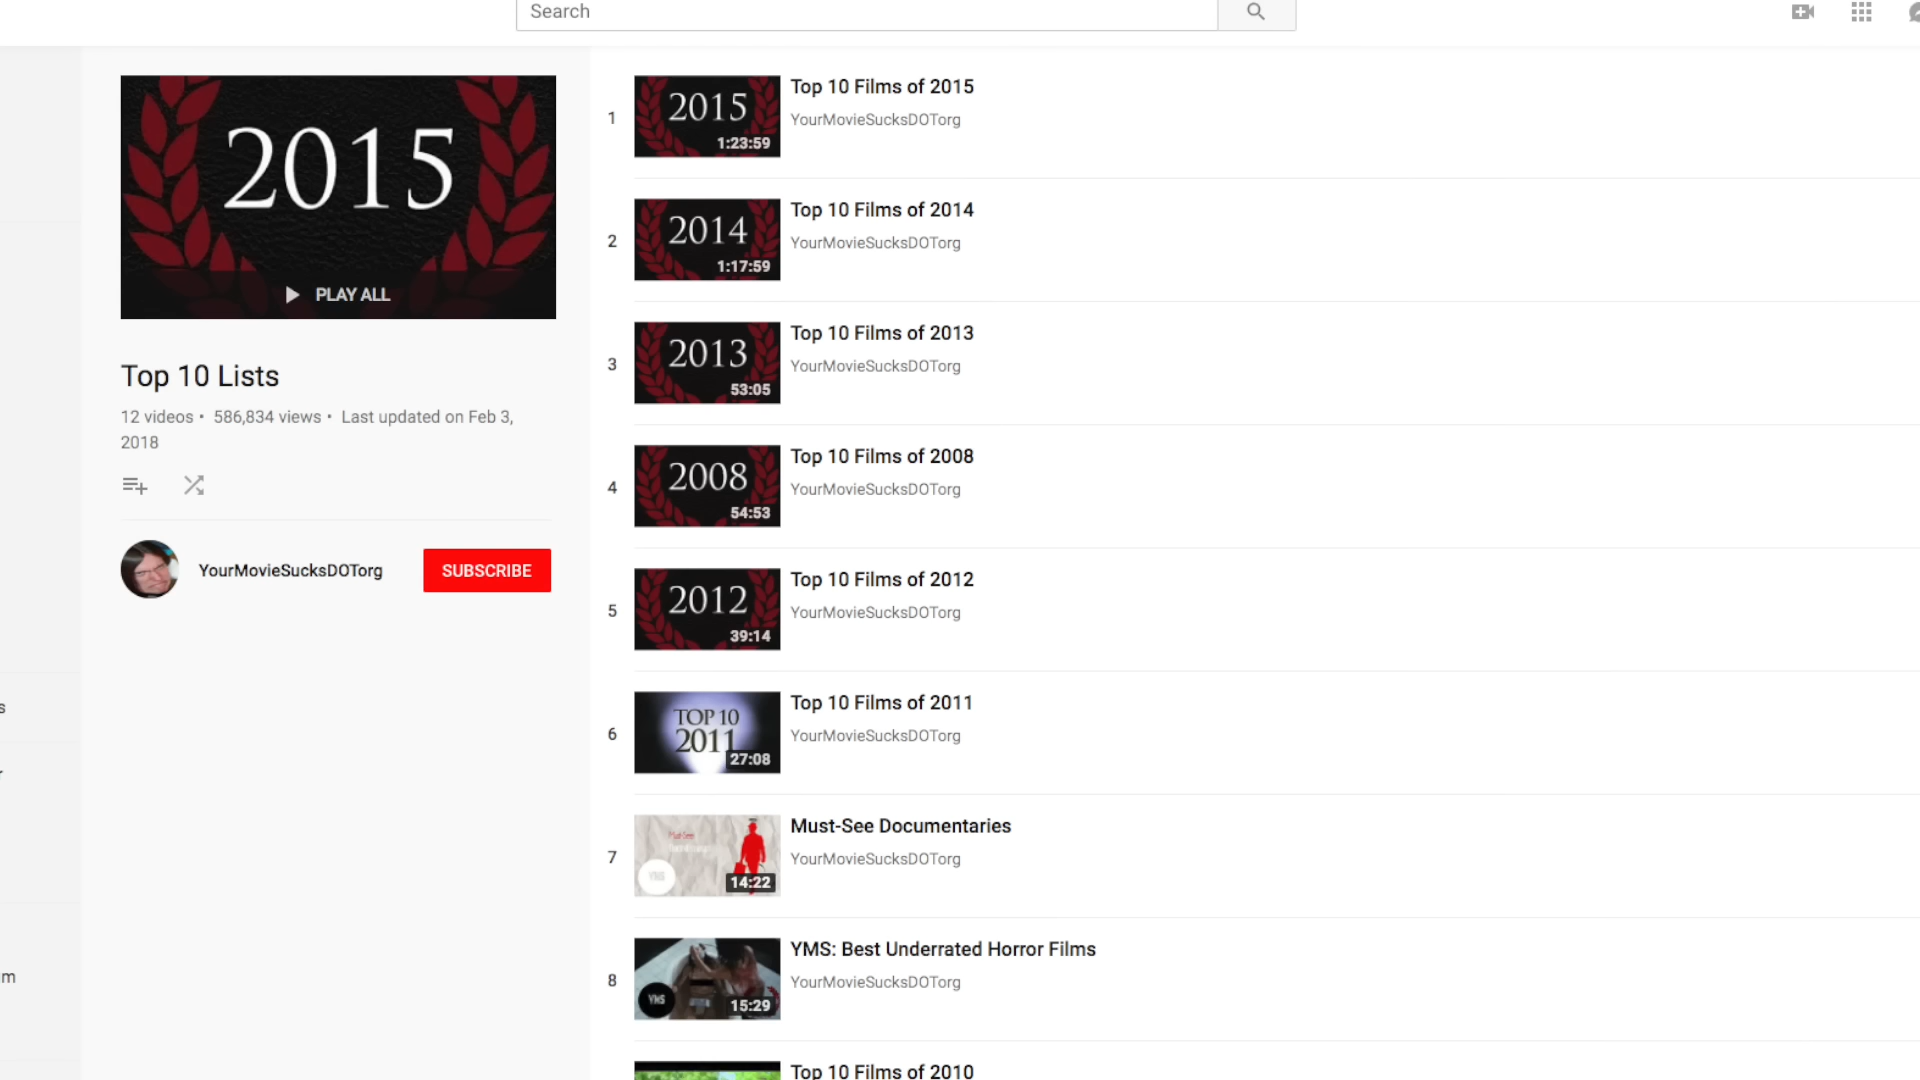 Search
2015
PLAY ALL
Top 10 Lists
12 videos • 586,834 views • Last updated on Feb 3,
2018
YourMovieSucksDOTorg
SUBSCRIBE
s
r
m
1
2015
1:23:59
Top 10 Films of 2015
YourMovieSucksDOTorg
2
2014
1:17:59
Top 10 Films of 2014
YourMovieSucksDOTorg
3
2013
53:05
Top 10 Films of 2013
YourMovieSucksDOTorg
4
2008
54:53
Top 10 Films of 2008
YourMovieSucksDOTorg
5
2012
39:14
Top 10 Films of 2012
YourMovieSucksDOTorg
6
TOP 10
2011
27:08
Top 10 Films of 2011
YourMovieSucksDOTorg
7
Must-See
YMS
14:22
Must-See Documentaries
YourMovieSucksDOTorg
8
YMS
15:29
YMS: Best Underrated Horror Films
YourMovieSucksDOTorg
Top 10 Films of 2010